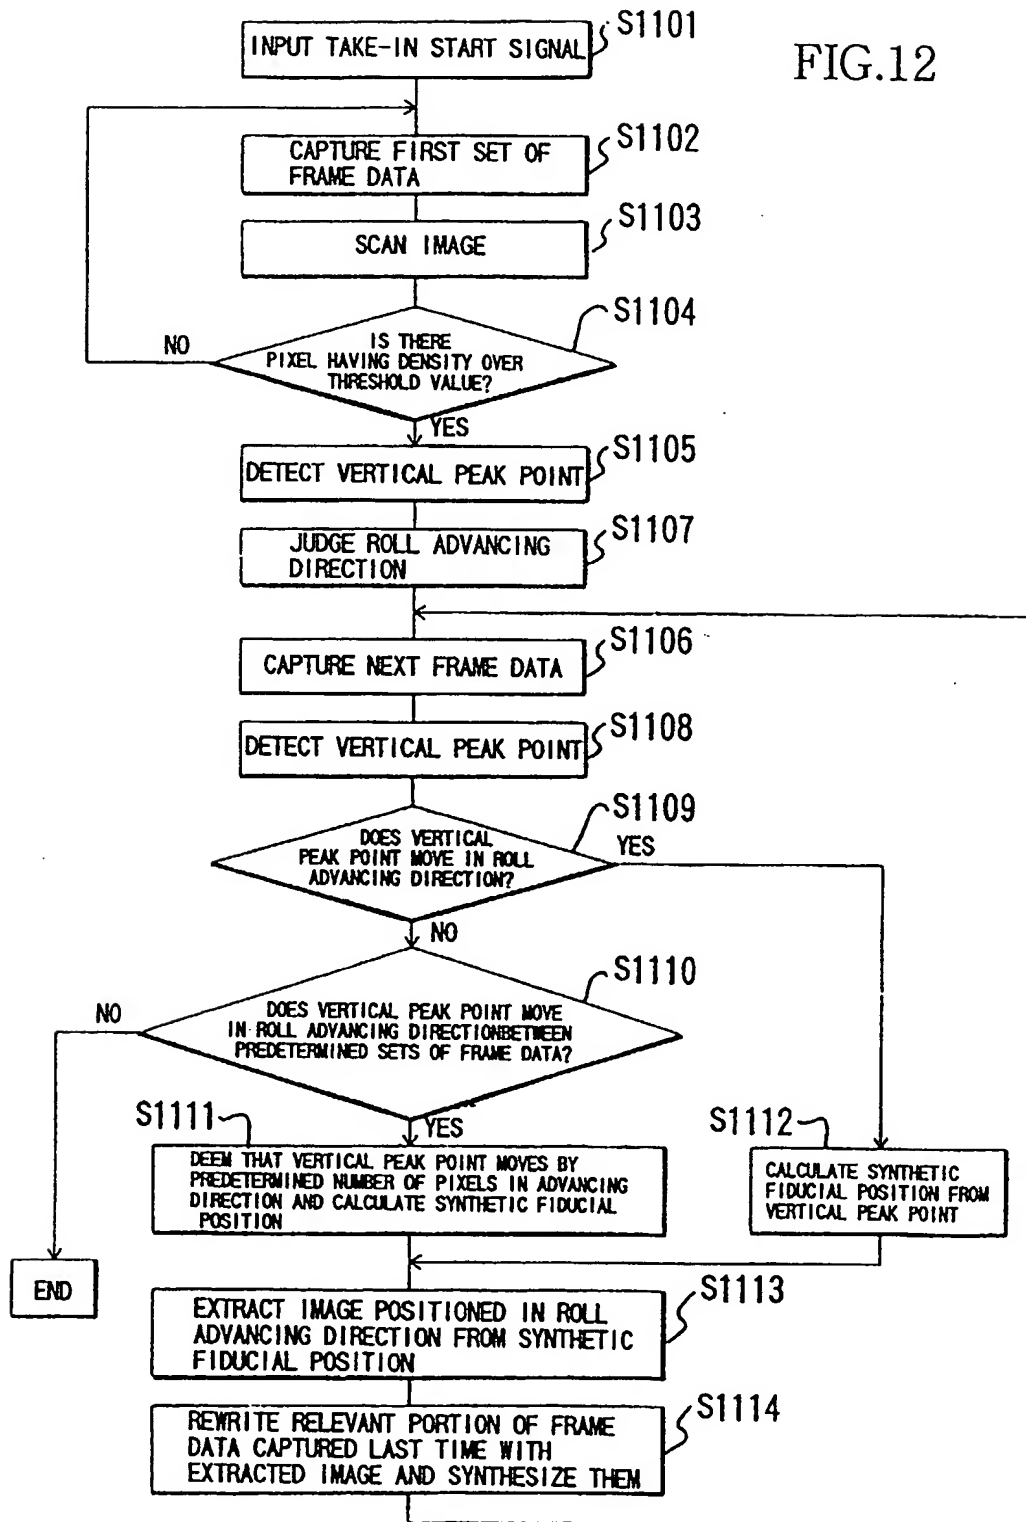 FIG.12
S1101
INPUT TAKE-IN START SIGNAL
S1102
CAPTURE FIRST SET OF
FRAME DATA
S1103
SCAN IMAGE
S1104
IS THERE
PIXEL HAVING DENSITY OVER
THRESHOLD VALUE?
NO
YES
S1105
DETECT VERTICAL PEAK POINT
S1107
JUDGE ROLL ADVANCING
DIRECTION
S1106
CAPTURE NEXT FRAME DATA
S1108
DETECT VERTICAL PEAK POINT
S1109
DOES VERTICAL
PEAK POINT MOVE IN ROLL
ADVANCING DIRECTION?
YES
NO
S1110
DOES VERTICAL PEAK POINT MOVE
IN ROLL ADVANCING DIRECTIONBETWEEN
PREDETERMINED SETS OF FRAME DATA?
NO
YES
S1111
DEEM THAT VERTICAL PEAK POINT MOVES BY
PREDETERMINED NUMBER OF PIXELS IN ADVANCING
DIRECTION AND CALCULATE SYNTHETIC FIDUCIAL
POSITION
S1112
CALCULATE SYNTHETIC
FIDUCIAL POSITION FROM
VERTICAL PEAK POINT
END
S1113
EXTRACT IMAGE POSITIONED IN ROLL
ADVANCING DIRECTION FROM SYNTHETIC
FIDUCIAL POSITION
S1114
REWRITE RELEVANT PORTION OF FRAME
DATA CAPTURED LAST TIME WITH
EXTRACTED IMAGE AND SYNTHESIZE THEM